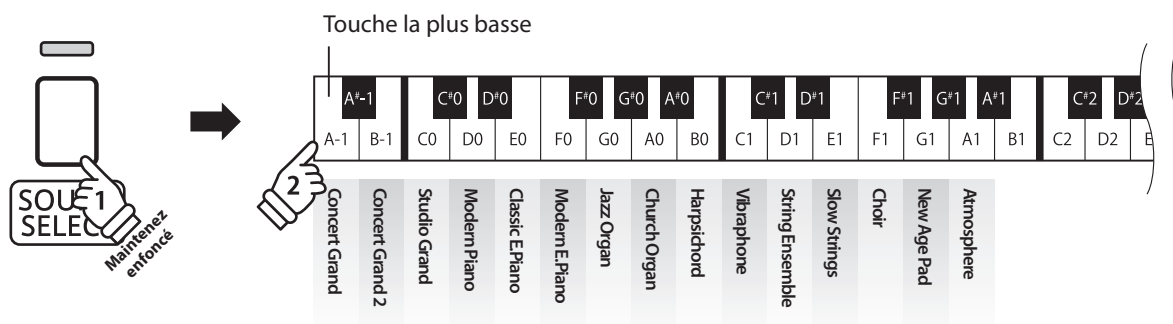 Touche la plus basse
A#-1 C#0 D#0 F#0 G#0 A#0 C#1 D#1 F#1 G#1 A#1 C#2 D#2
A-1 B-1 C0 D0 E0 F0 G0 A0 B0 C1 D1 E1 F1 G1 A1 B1 C2 D2 E
1
2
SOU
SELEC
Maintenez
enfoncé
Concert Grand
Concert Grand 2
Studio Grand
Modern Piano
Classic E.Piano
Modern E.Piano
Jazz Organ
Church Organ
Harpsichord
Vibraphone
String Ensemble
Slow Strings
Choir
New Age Pad
Atmosphere